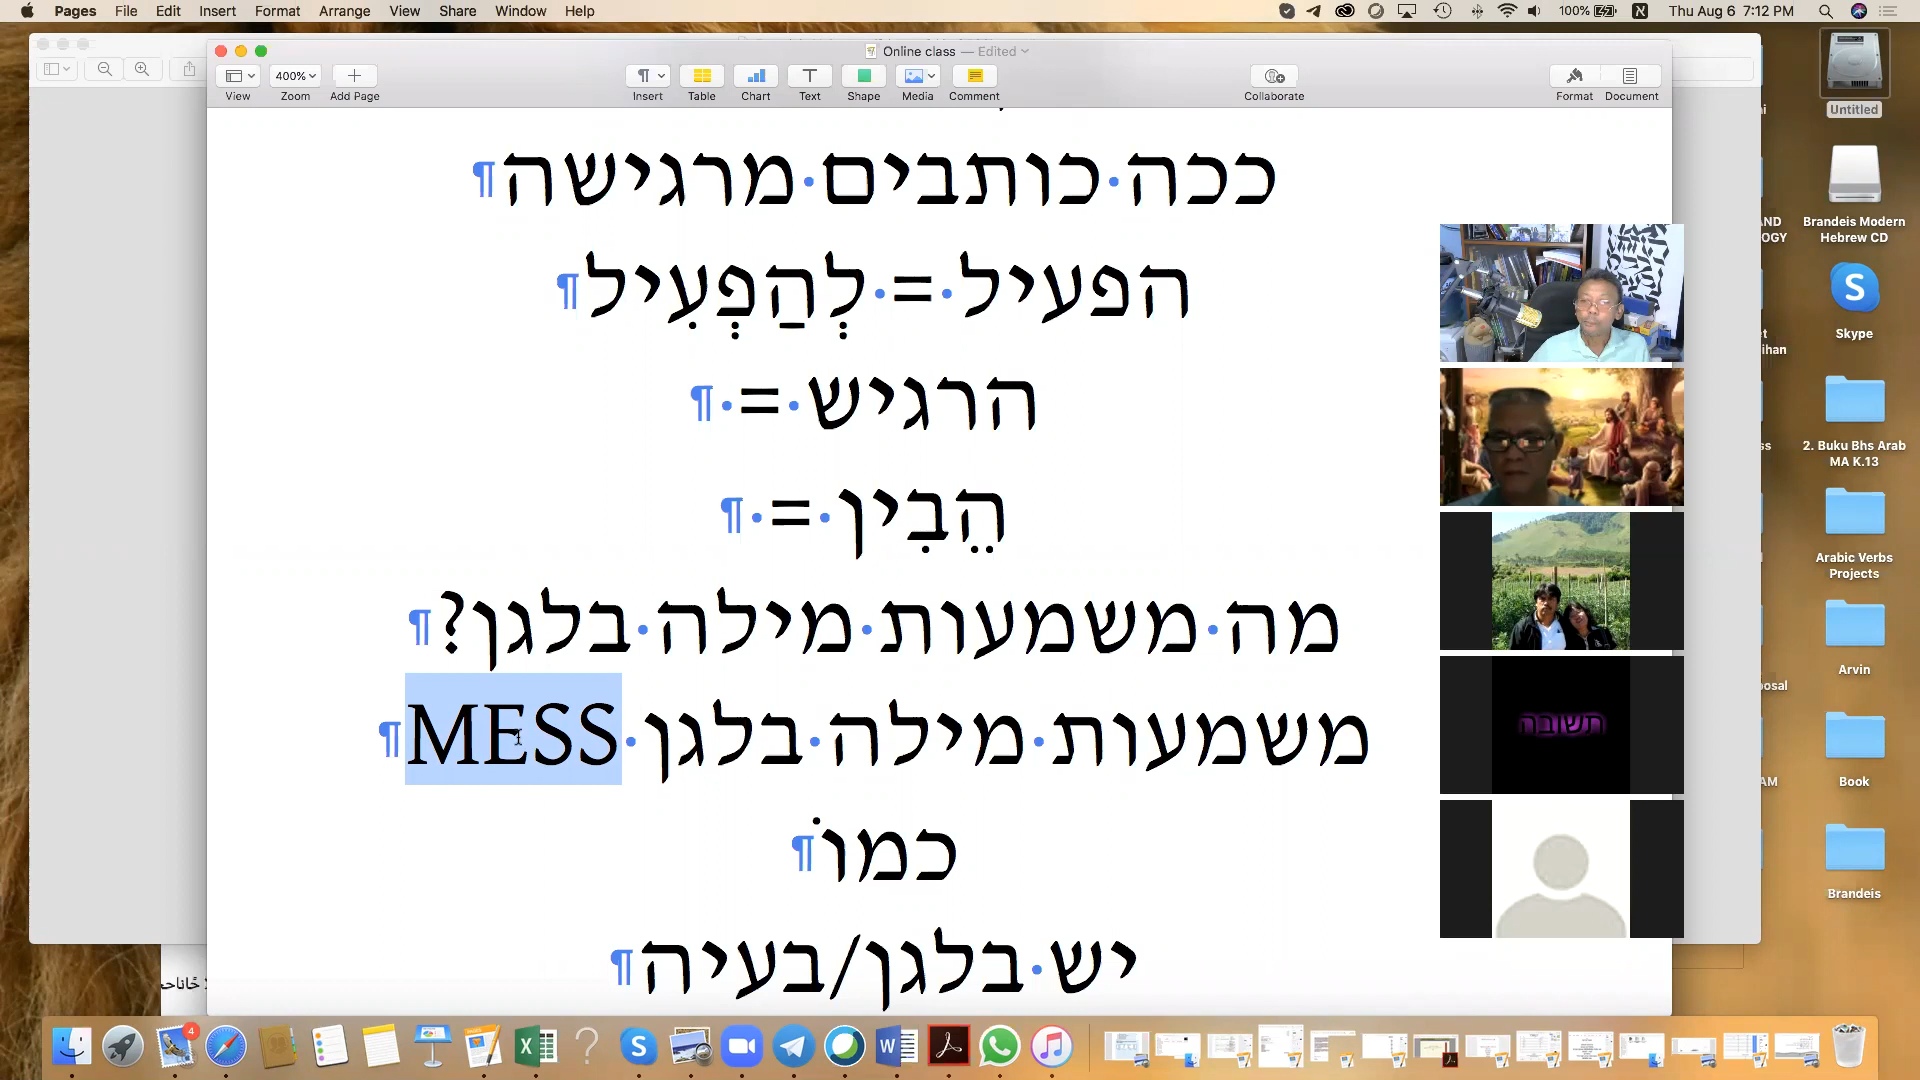 Pages File Edit Insert Format Arrange View Share Window Help
100% Thu Aug 6 7:12 PM
Online class — Edited
400%
View Zoom Add Page Insert Table Chart Text Shape Media Comment Collaborate Format Document
ככה כותבים מרגישה¶
הפעיל = לְהַפְעִיל¶
הרגיש = ¶
הֵבִין = ¶
מה משמעות מילה בלגן?¶
משמעות מילה בלגן MESS¶
כמוֹ¶
יש בלגן/בעיה¶
תשובה
Untitled
Brandeis Modern
Hebrew CD
Skype
2. Buku Bhs Arab
MA K.13
Arabic Verbs
Projects
Arvin
Book
Brandeis
4